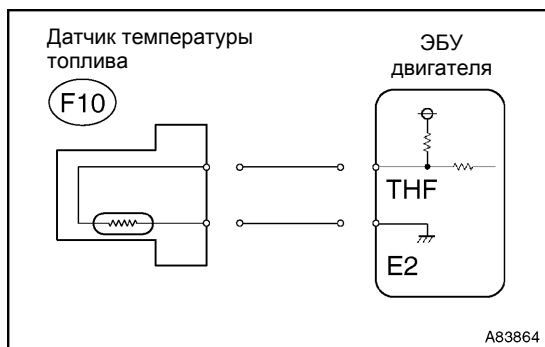 Датчик температуры
топлива
F10
ЭБУ
двигателя
THF
E2
A83864